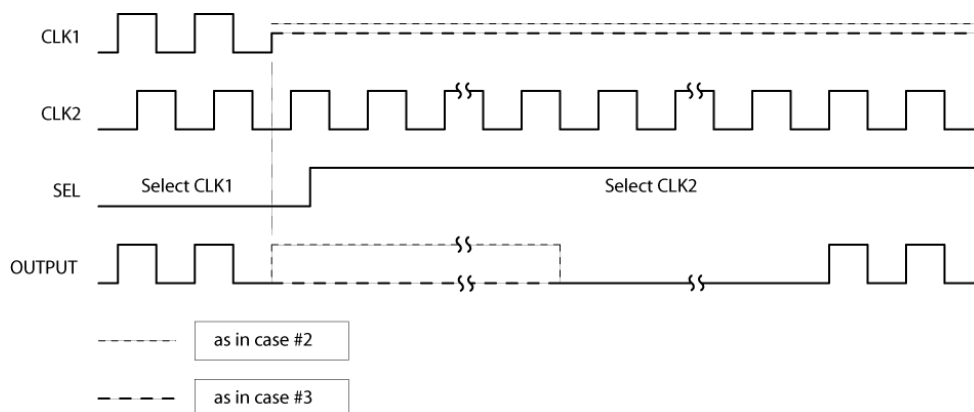 CLK1
CLK2
SEL
Select CLK1
Select CLK2
OUTPUT
as in case #2
as in case #3